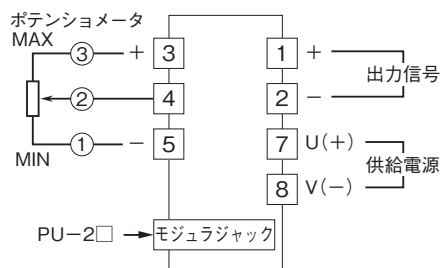 ポテンショメータ
MAX
③ + 3
② 4
① − 5
MIN
1 +
2 −
出力信号
7 U(+)
8 V(−)
供給電源
PU−2□
モジュラジャック